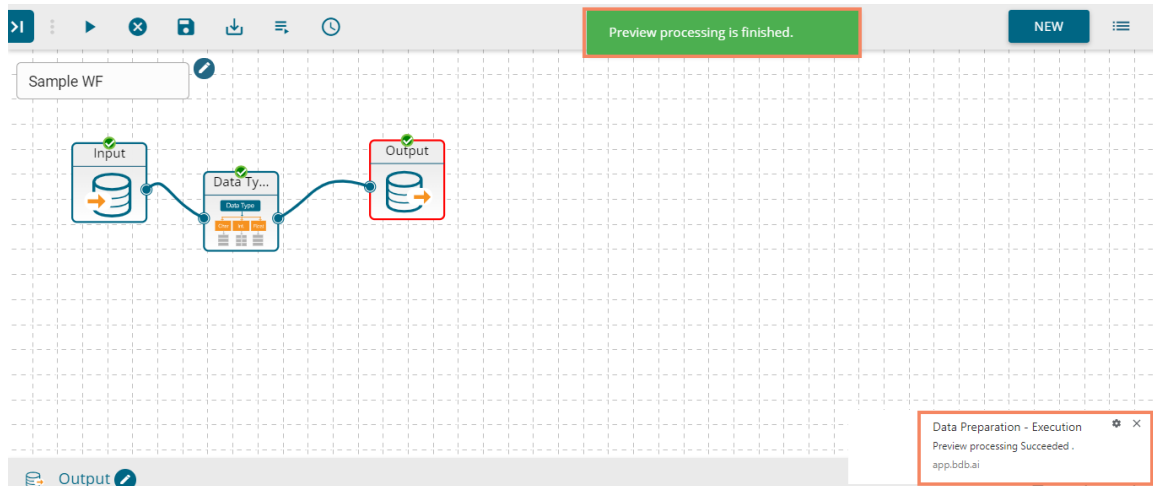 Preview processing is finished.
NEW
Sample WF
Input
Data Ty...
Data Type
Output
Data Preparation - Execution
Preview processing Succeeded .
app.bdb.ai
Output